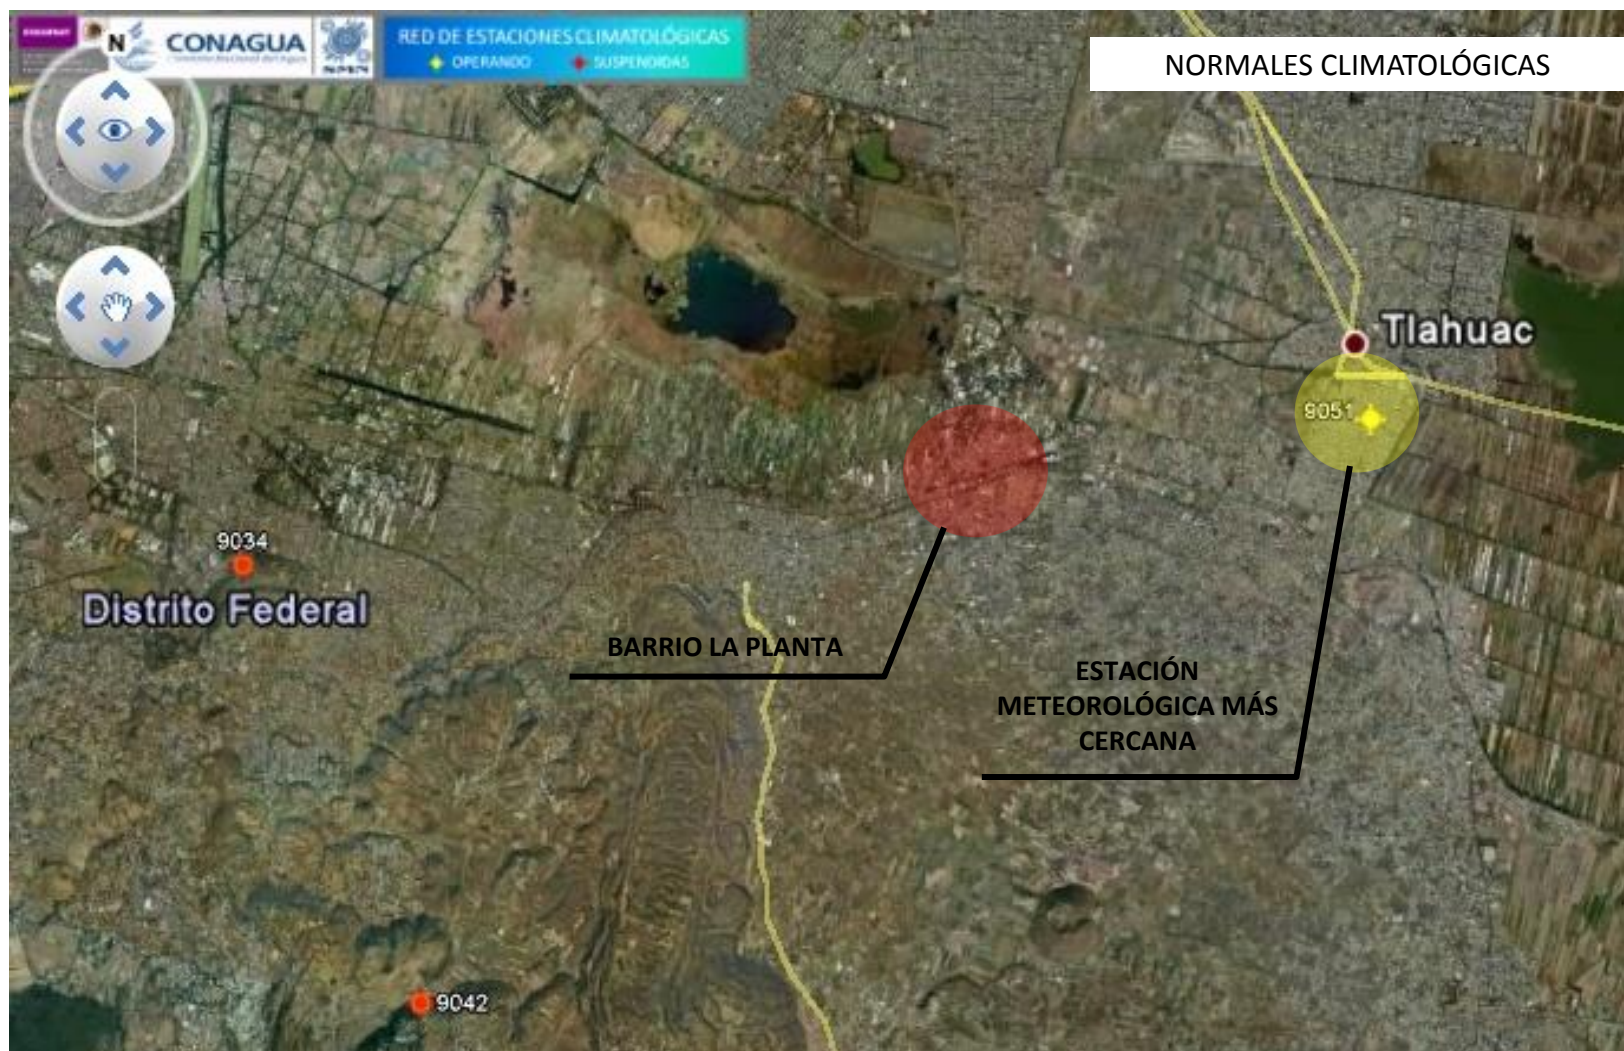 N
CONAGUA
RED DE ESTACIONES CLIMATOLÓGICAS
OPERANDO
SUSPENDIDAS
NORMALES CLIMATOLÓGICAS
Tlahuac
9051
9034
Distrito Federal
BARRIO LA PLANTA
ESTACIÓN
METEOROLÓGICA MÁS
CERCANA
9042